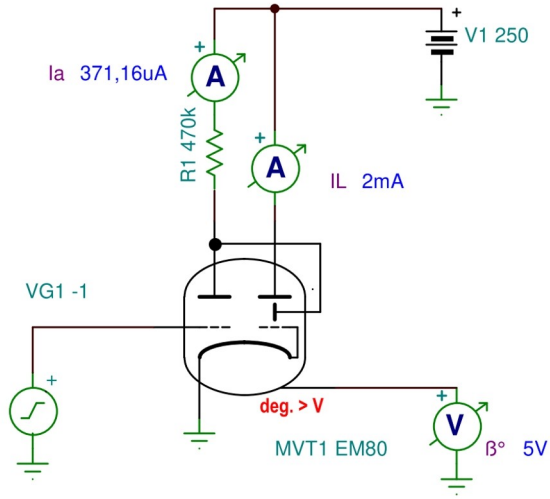 +
V1 250
+
A
Ia 371,16uA
R1 470k
+
A
IL 2mA
VG1 -1
+
deg. > V
+
V
MVT1 EM80
ß° 5V